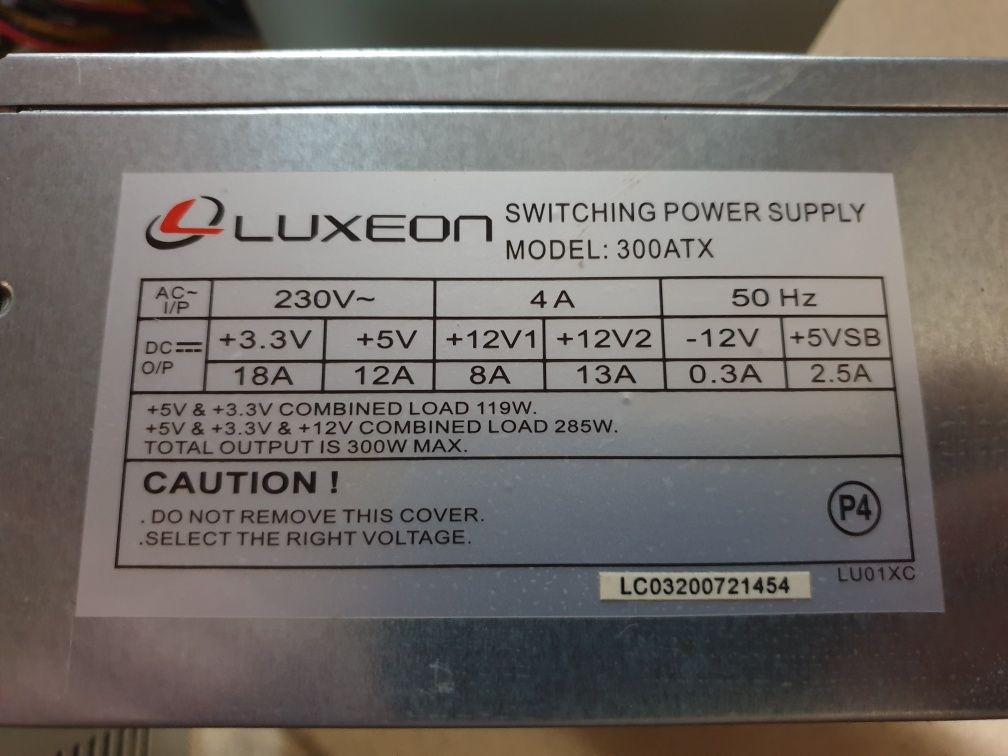 LUXEON
SWITCHING POWER SUPPLY
MODEL: 300ATX
AC~ I/P 230V~ 4A 50 Hz
DC O/P +3.3V +5V +12V1 +12V2 -12V +5VSB
18A 12A 8A 13A 0.3A 2.5A
+5V & +3.3V COMBINED LOAD 119W.
+5V & +3.3V & +12V COMBINED LOAD 285W.
TOTAL OUTPUT IS 300W MAX.
CAUTION !
. DO NOT REMOVE THIS COVER.
.SELECT THE RIGHT VOLTAGE.
P4
LU01XC
LC03200721454